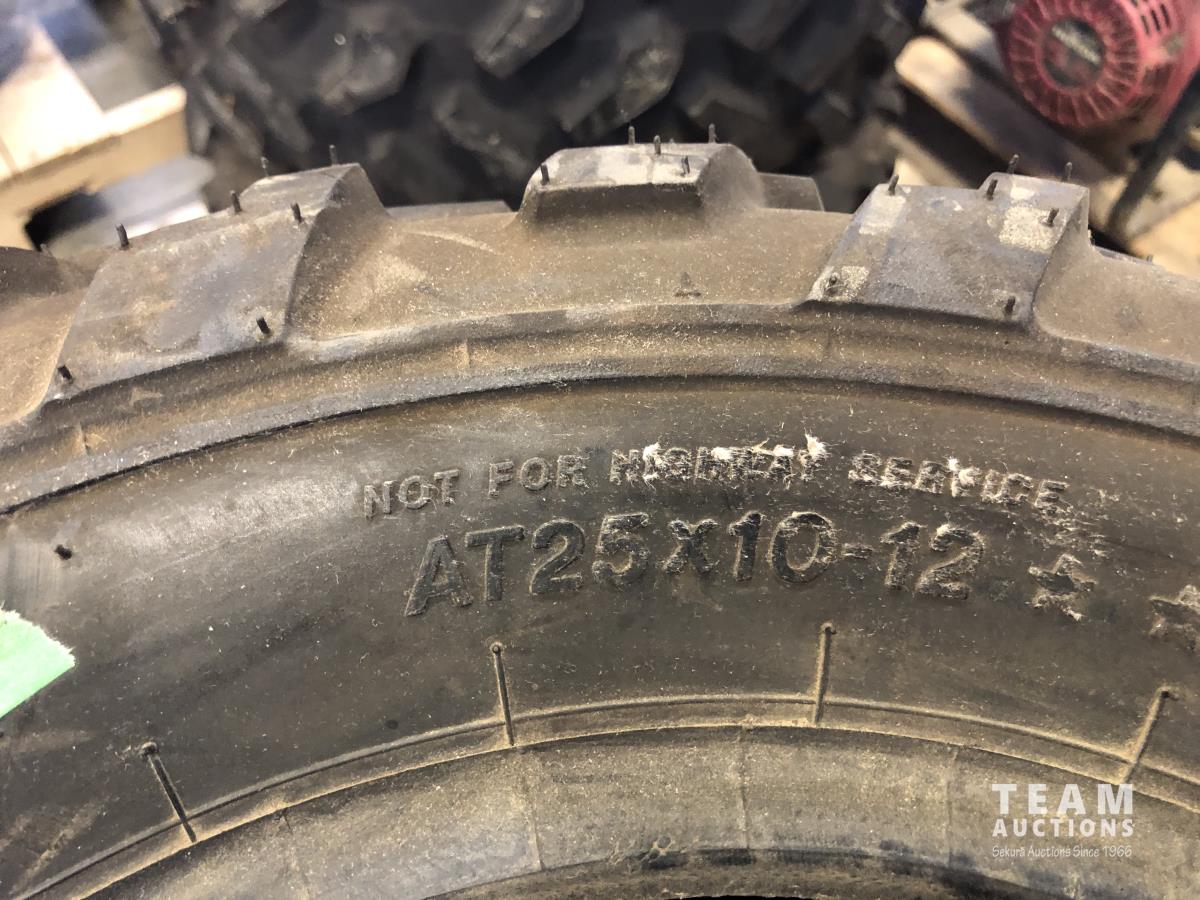 NOT FOR HIGHWAY SERVICE
AT25x10-12 ★ ★
TEAM
AUCTIONS
Sekura Auctions Since 1966